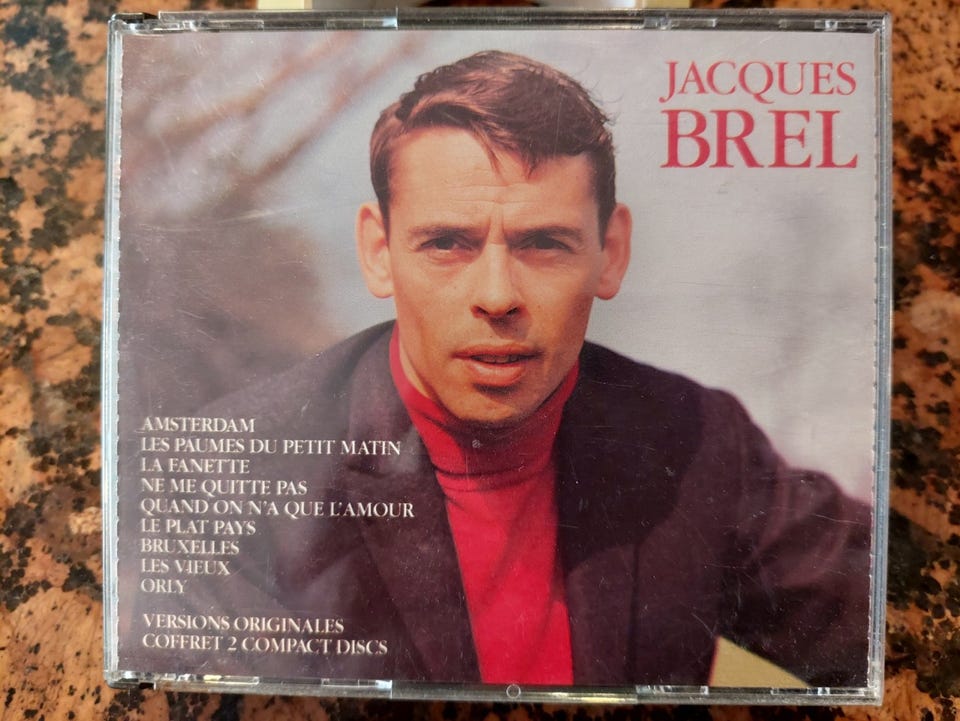 JACQUES
BREL
AMSTERDAM
LES PAUMES DU PETIT MATIN
LA FANETTE
NE ME QUITTE PAS
QUAND ON N'A QUE L'AMOUR
LE PLAT PAYS
BRUXELLES
LES VIEUX
ORLY
VERSIONS ORIGINALES
COFFRET 2 COMPACT DISCS